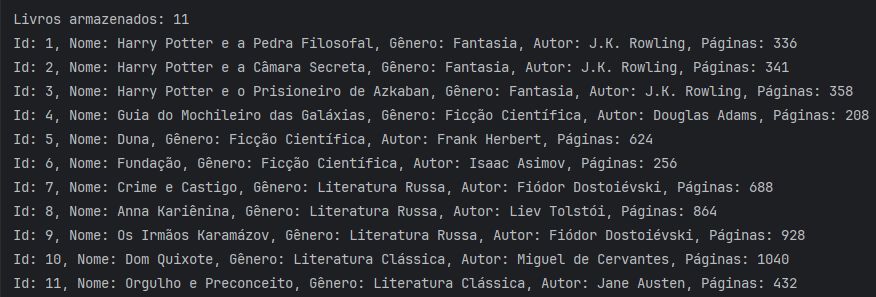 Livros armazenados: 11
Id: 1, Nome: Harry Potter e a Pedra Filosofal, Gênero: Fantasia, Autor: J.K. Rowling, Páginas: 336
Id: 2, Nome: Harry Potter e a Câmara Secreta, Gênero: Fantasia, Autor: J.K. Rowling, Páginas: 341
Id: 3, Nome: Harry Potter e o Prisioneiro de Azkaban, Gênero: Fantasia, Autor: J.K. Rowling, Páginas: 358
Id: 4, Nome: Guia do Mochileiro das Galáxias, Gênero: Ficção Científica, Autor: Douglas Adams, Páginas: 208
Id: 5, Nome: Duna, Gênero: Ficção Científica, Autor: Frank Herbert, Páginas: 624
Id: 6, Nome: Fundação, Gênero: Ficção Científica, Autor: Isaac Asimov, Páginas: 256
Id: 7, Nome: Crime e Castigo, Gênero: Literatura Russa, Autor: Fiódor Dostoiévski, Páginas: 688
Id: 8, Nome: Anna Kariênina, Gênero: Literatura Russa, Autor: Liev Tolstói, Páginas: 864
Id: 9, Nome: Os Irmãos Karamázov, Gênero: Literatura Russa, Autor: Fiódor Dostoiévski, Páginas: 928
Id: 10, Nome: Dom Quixote, Gênero: Literatura Clássica, Autor: Miguel de Cervantes, Páginas: 1040
Id: 11, Nome: Orgulho e Preconceito, Gênero: Literatura Clássica, Autor: Jane Austen, Páginas: 432